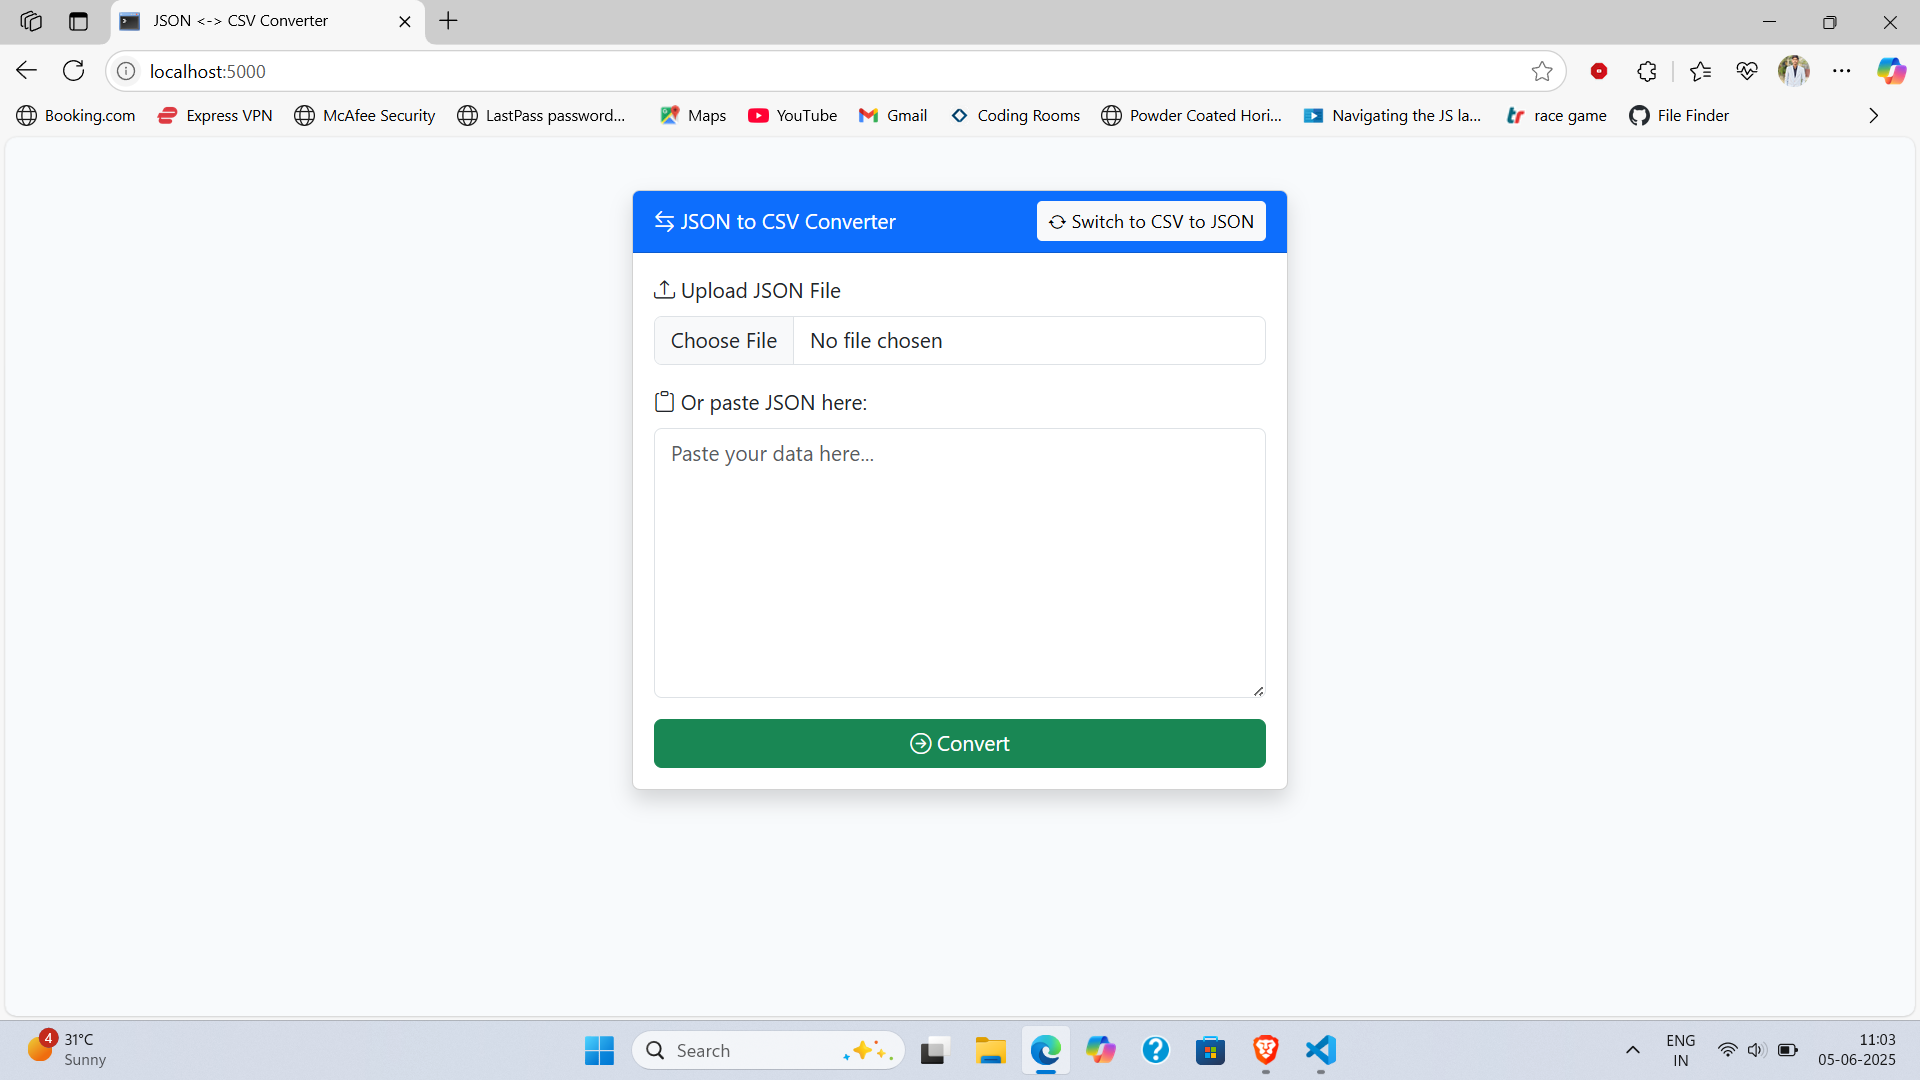 JSON <-> CSV Converter
localhost:5000
Booking.com
Express VPN
McAfee Security
LastPass password...
Maps
YouTube
Gmail
Coding Rooms
Powder Coated Hori...
Navigating the JS la...
race game
File Finder
JSON to CSV Converter
Switch to CSV to JSON
Upload JSON File
Choose File
No file chosen
Or paste JSON here:
Paste your data here...
Convert
4
31°C
Sunny
Search
ENG
IN
11:03
05-06-2025